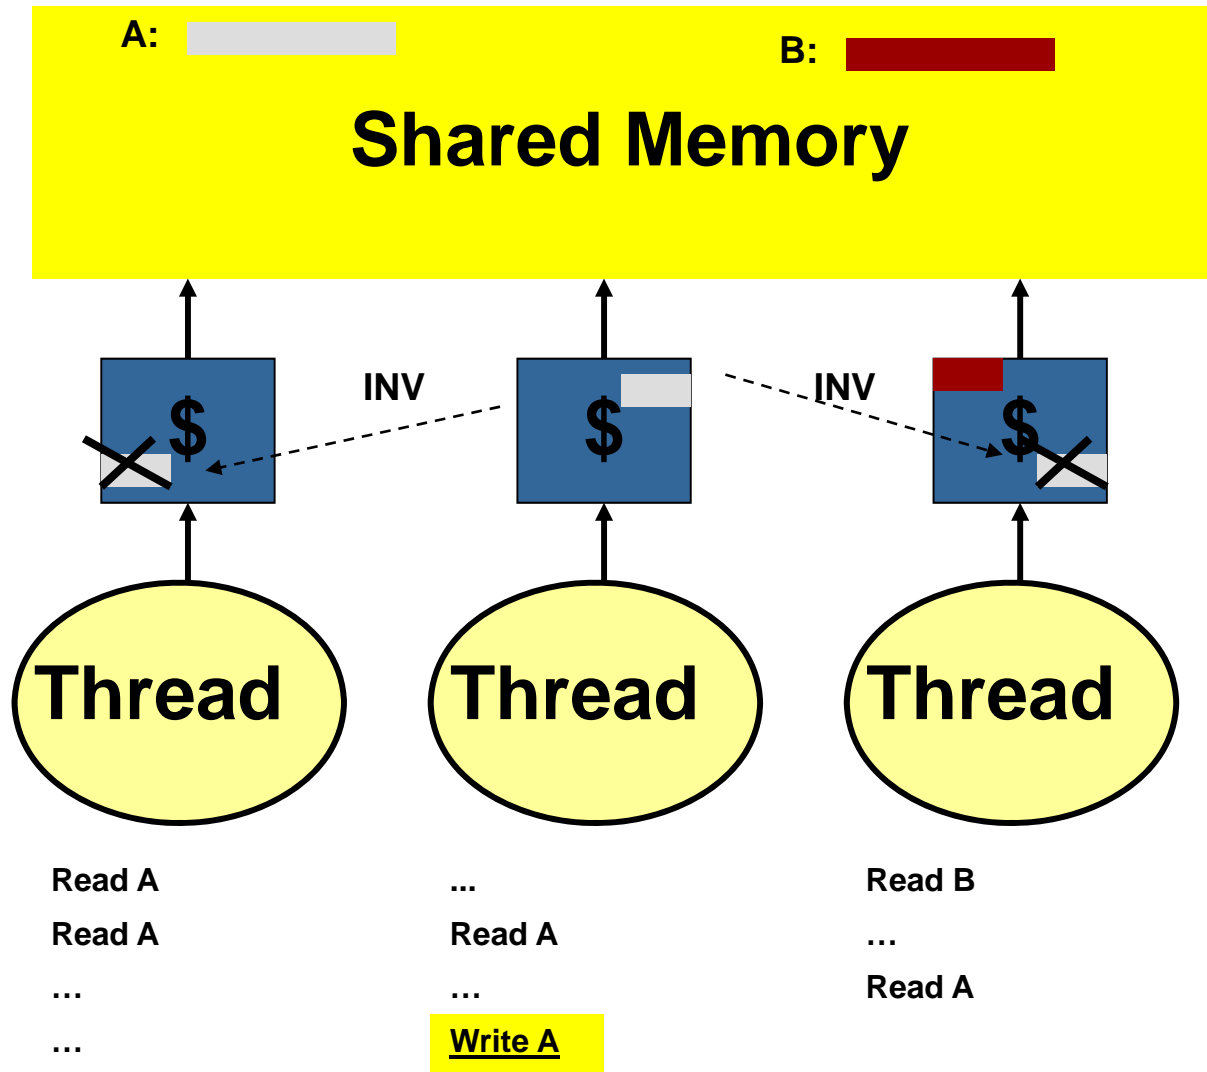 A:
B:
Shared Memory
INV
INV
$
$
$
Thread
Thread
Thread
Read A
...
Read B
Read A
Read A
…
…
…
Read A
…
Write A